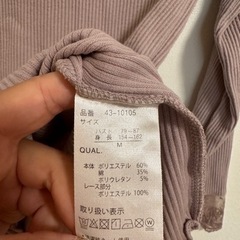 品番 43-10105
サイズ
バスト 79~87
身長 154~162
M
QUAL.
本体 ポリエステル 60%
綿 35%
ポリウレタン 5%
レース部分
ポリエステル 100%
取り扱い表示